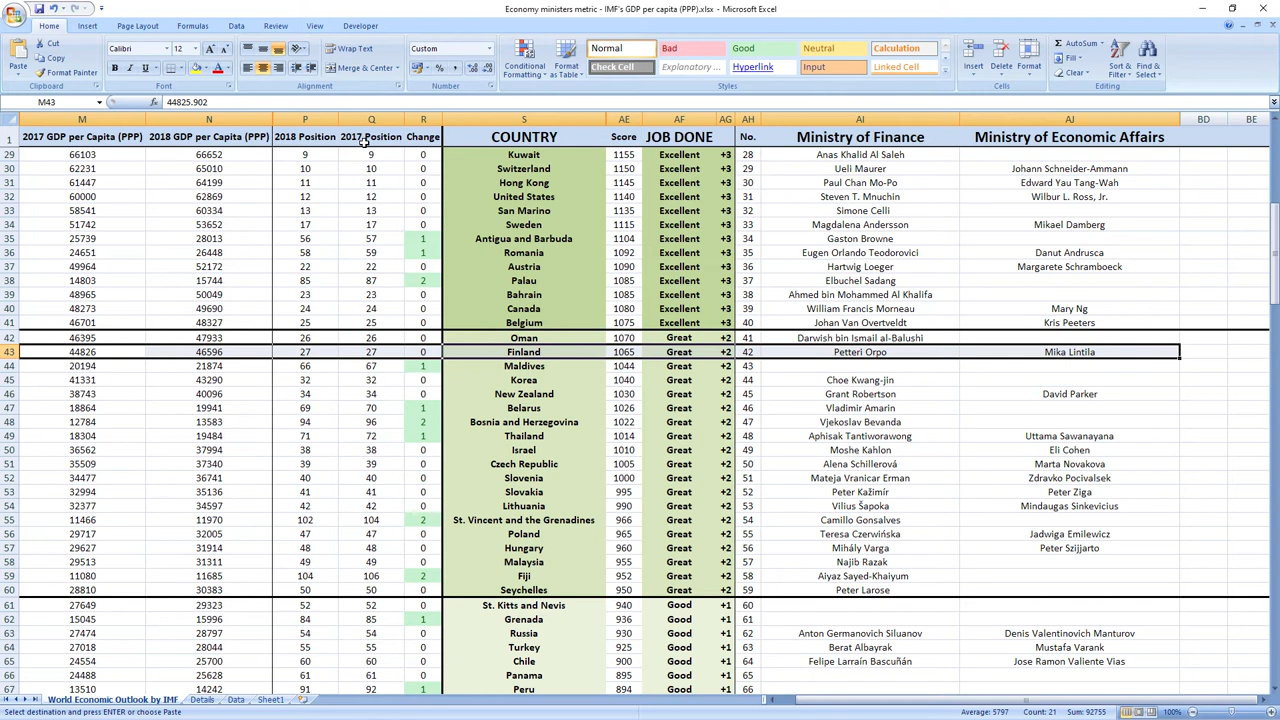 Economy ministers metric - IMF's GDP per capita (PPP).xlsx - Microsoft Excel
Home Insert Page Layout Formulas Data Review View Developer
Paste Cut Calibri 12 Wrap Text Custom Conditional Formatting Format as Table Normal Bad Good Neutral Calculation Insert Delete Format AutoSum Sort & Filter Find & Select
Copy Fill
Format Painter B I U Merge & Center % Check Cell Explanatory ... Hyperlink Input Linked Cell Clear
Clipboard Font Alignment Number Styles Cells Editing
M43 fx 44825.902
M N P Q R S AE AF AG AH AI AJ BD BE
1 2017 GDP per Capita (PPP) 2018 GDP per Capita (PPP) 2018 Position 2017 Position Change COUNTRY Score JOB DONE No. Ministry of Finance Ministry of Economic Affairs
29 66103 66652 9 9 0 Kuwait 1155 Excellent +3 28 Anas Khalid Al Saleh
30 62231 65010 10 10 0 Switzerland 1150 Excellent +3 29 Ueli Maurer Johann Schneider-Ammann
31 61447 64199 11 11 0 Hong Kong 1145 Excellent +3 30 Paul Chan Mo-Po Edward Yau Tang-Wah
32 60000 62869 12 12 0 United States 1140 Excellent +3 31 Steven T. Mnuchin Wilbur L. Ross, Jr.
33 58541 60334 13 13 0 San Marino 1135 Excellent +3 32 Simone Celli
34 51742 53652 17 17 0 Sweden 1115 Excellent +3 33 Magdalena Andersson Mikael Damberg
35 25739 28013 56 57 1 Antigua and Barbuda 1104 Excellent +3 34 Gaston Browne
36 24651 26448 58 59 1 Romania 1092 Excellent +3 35 Eugen Orlando Teodorovici Danut Andrusca
37 49964 52172 22 22 0 Austria 1090 Excellent +3 36 Hartwig Loeger Margarete Schramboeck
38 14803 15744 85 87 2 Palau 1085 Excellent +3 37 Elbuchel Sadang
39 48965 50049 23 23 0 Bahrain 1085 Excellent +3 38 Ahmed bin Mohammed Al Khalifa
40 48273 49690 24 24 0 Canada 1080 Excellent +3 39 William Francis Morneau Mary Ng
41 46701 48327 25 25 0 Belgium 1075 Excellent +3 40 Johan Van Overtveldt Kris Peeters
42 46395 47933 26 26 0 Oman 1070 Great +2 41 Darwish bin Ismail al-Balushi
43 44826 46596 27 27 0 Finland 1065 Great +2 42 Petteri Orpo Mika Lintila
44 20194 21874 66 67 1 Maldives 1044 Great +2 43
45 41331 43290 32 32 0 Korea 1040 Great +2 44 Choe Kwang-jin
46 38743 40096 34 34 0 New Zealand 1030 Great +2 45 Grant Robertson David Parker
47 18864 19941 69 70 1 Belarus 1026 Great +2 46 Vladimir Amarin
48 12784 13583 94 96 2 Bosnia and Herzegovina 1028 Great +2 47 Vjekoslav Bevanda
49 18304 19484 71 72 1 Thailand 1014 Great +2 48 Aphisak Tantiworawong Uttama Sawanayana
50 36562 37994 38 38 0 Israel 1010 Great +2 49 Moshe Kahlon Eli Cohen
51 35509 37340 39 39 0 Czech Republic 1005 Great +2 50 Alena Schillerová Marta Novakova
52 34477 36741 40 40 0 Slovenia 1000 Great +2 51 Mateja Vranicar Erman Zdravko Pocivalsek
53 32994 35136 41 41 0 Slovakia 995 Great +2 52 Peter Kažimír Peter Ziga
54 32377 34597 42 42 0 Lithuania 990 Great +2 53 Vilius Šapoka Mindaugas Sinkevicius
55 11466 11970 102 104 2 St. Vincent and the Grenadines 966 Great +2 54 Camillo Gonsalves
56 29717 32005 47 47 0 Poland 965 Great +2 55 Teresa Czerwińska Jadwiga Emilewicz
57 29627 31914 48 48 0 Hungary 960 Great +2 56 Mihály Varga Peter Szijjarto
58 29513 31311 49 49 0 Malaysia 955 Great +2 57 Najib Razak
59 11080 11685 104 106 2 Fiji 952 Great +2 58 Aiyaz Sayed-Khaiyum
60 28810 30383 50 50 0 Seychelles 950 Great +2 59 Peter Larose
61 27649 29323 52 52 0 St. Kitts and Nevis 940 Good +1 60
62 15045 15996 84 85 1 Grenada 936 Good +1 61
63 27474 28797 54 54 0 Russia 930 Good +1 62 Anton Germanovich Siluanov Denis Valentinovich Manturov
64 27018 28044 55 55 0 Turkey 925 Good +1 63 Berat Albayrak Mustafa Varank
65 24554 25700 60 60 0 Chile 900 Good +1 64 Felipe Larraín Bascuñán Jose Ramon Valiente Vias
66 24262 61 61 0 Panama 895 Good +1 65
67 13510 14242 91 92 1 Peru 894 Good +1 66
World Economic Outlook by IMF Details Data Sheet1
Select destination and press ENTER or choose Paste Average: 5797 Count: 21 Sum: 92755 100%